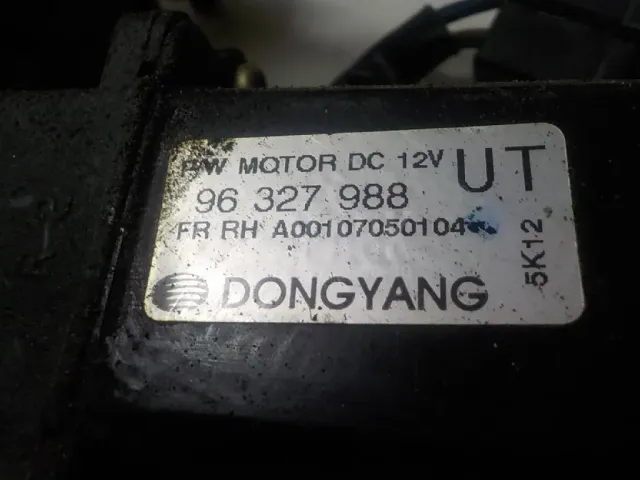 P/W MOTOR DC 12V
UT
96 327 988
FR RH A00107050104
5K12
DONGYANG